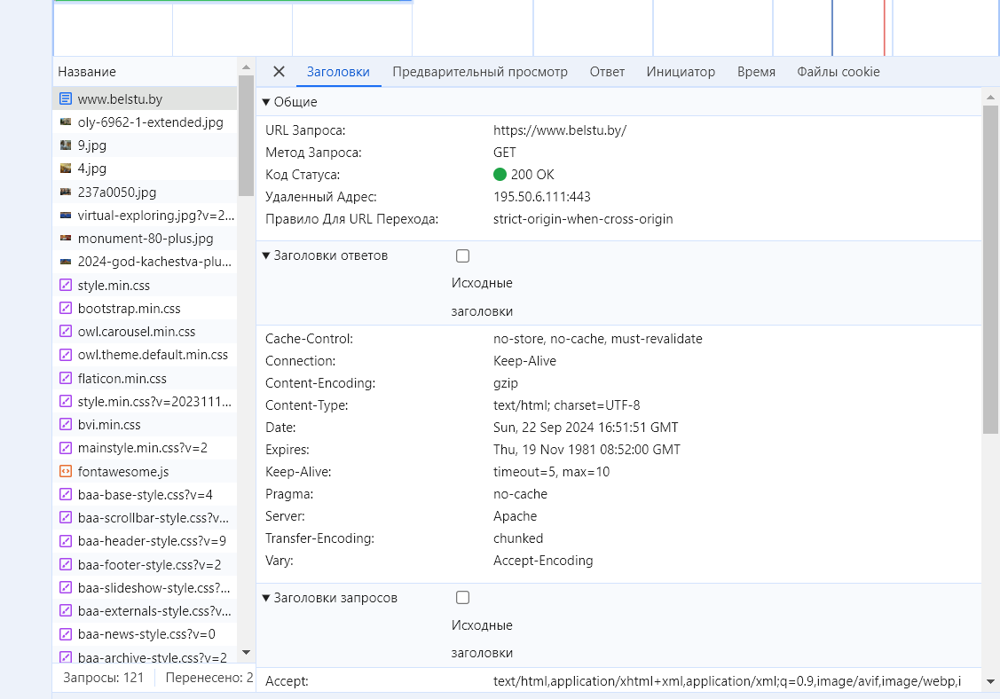 Название
www.belstu.by
oly-6962-1-extended.jpg
9.jpg
4.jpg
237a0050.jpg
virtual-exploring.jpg?v=2...
monument-80-plus.jpg
2024-god-kachestva-plu...
style.min.css
bootstrap.min.css
owl.carousel.min.css
owl.theme.default.min.css
flaticon.min.css
style.min.css?v=2023111...
bvi.min.css
mainstyle.min.css?v=2
fontawesome.js
baa-base-style.css?v=4
baa-scrollbar-style.css?v...
baa-header-style.css?v=9
baa-footer-style.css?v=2
baa-slideshow-style.css?...
baa-externals-style.css?v...
baa-news-style.css?v=0
baa-archive-style.css?v=2
Запросы: 121 Перенесено: 2
Заголовки Предварительный просмотр Ответ Инициатор Время Файлы cookie
Общие
URL Запроса: https://www.belstu.by/
Метод Запроса: GET
Код Статуса: 200 OK
Удаленный Адрес: 195.50.6.111:443
Правило Для URL Перехода: strict-origin-when-cross-origin
Заголовки ответов
Исходные
заголовки
Cache-Control: no-store, no-cache, must-revalidate
Connection: Keep-Alive
Content-Encoding: gzip
Content-Type: text/html; charset=UTF-8
Date: Sun, 22 Sep 2024 16:51:51 GMT
Expires: Thu, 19 Nov 1981 08:52:00 GMT
Keep-Alive: timeout=5, max=10
Pragma: no-cache
Server: Apache
Transfer-Encoding: chunked
Vary: Accept-Encoding
Заголовки запросов
Исходные
заголовки
Accept: text/html,application/xhtml+xml,application/xml;q=0.9,image/avif,image/webp,i